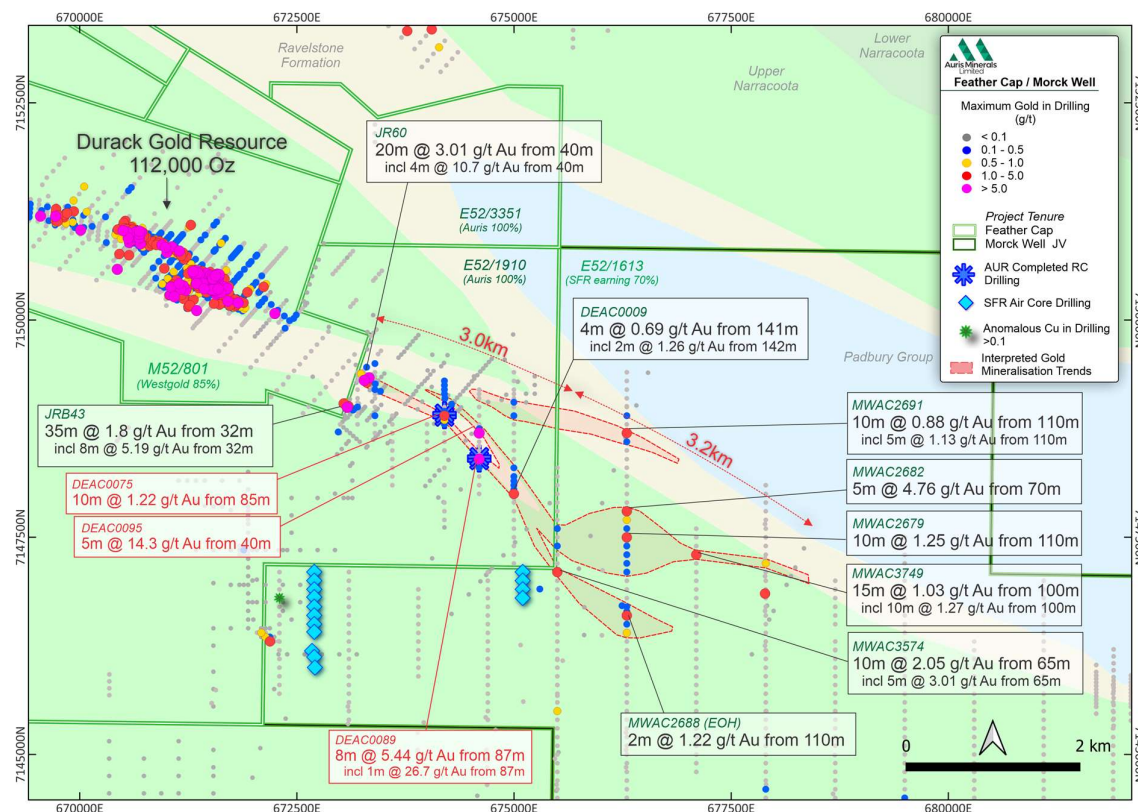 670000E
672500E
675000E
677500E
680000E
7152500N
7150000N
7147500N
7145000N
Ravelstone
Formation
Upper
Narracoota
Lower
Narracoota
Padbury Group
Durack Gold Resource
112,000 Oz
JR60
20m @ 3.01 g/t Au from 40m
incl 4m @ 10.7 g/t Au from 40m
E52/3351
(Auris 100%)
E52/1910
(Auris 100%)
E52/1613
(SFR earning 70%)
M52/801
(Westgold 85%)
3.0km
3.2km
DEAC0009
4m @ 0.69 g/t Au from 141m
incl 2m @ 1.26 g/t Au from 142m
JRB43
35m @ 1.8 g/t Au from 32m
incl 8m @ 5.19 g/t Au from 32m
DEAC0075
10m @ 1.22 g/t Au from 85m
DEAC0095
5m @ 14.3 g/t Au from 40m
MWAC2691
10m @ 0.88 g/t Au from 110m
incl 5m @ 1.13 g/t Au from 110m
MWAC2682
5m @ 4.76 g/t Au from 70m
MWAC2679
10m @ 1.25 g/t Au from 110m
MWAC3749
15m @ 1.03 g/t Au from 100m
incl 10m @ 1.27 g/t Au from 100m
MWAC3574
10m @ 2.05 g/t Au from 65m
incl 5m @ 3.01 g/t Au from 65m
MWAC2688 (EOH)
2m @ 1.22 g/t Au from 110m
DEAC0089
8m @ 5.44 g/t Au from 87m
incl 1m @ 26.7 g/t Au from 87m
Auris Minerals
Limited
Feather Cap / Morck Well
Maximum Gold in Drilling
(g/t)
< 0.1
0.1 - 0.5
0.5 - 1.0
1.0 - 5.0
> 5.0
Project Tenure
Feather Cap
Morck Well JV
AUR Completed RC
Drilling
SFR Air Core Drilling
Anomalous Cu in Drilling
>0.1
Interpreted Gold
Mineralisation Trends
0
2 km
670000E
672500E
675000E
677500E
680000E